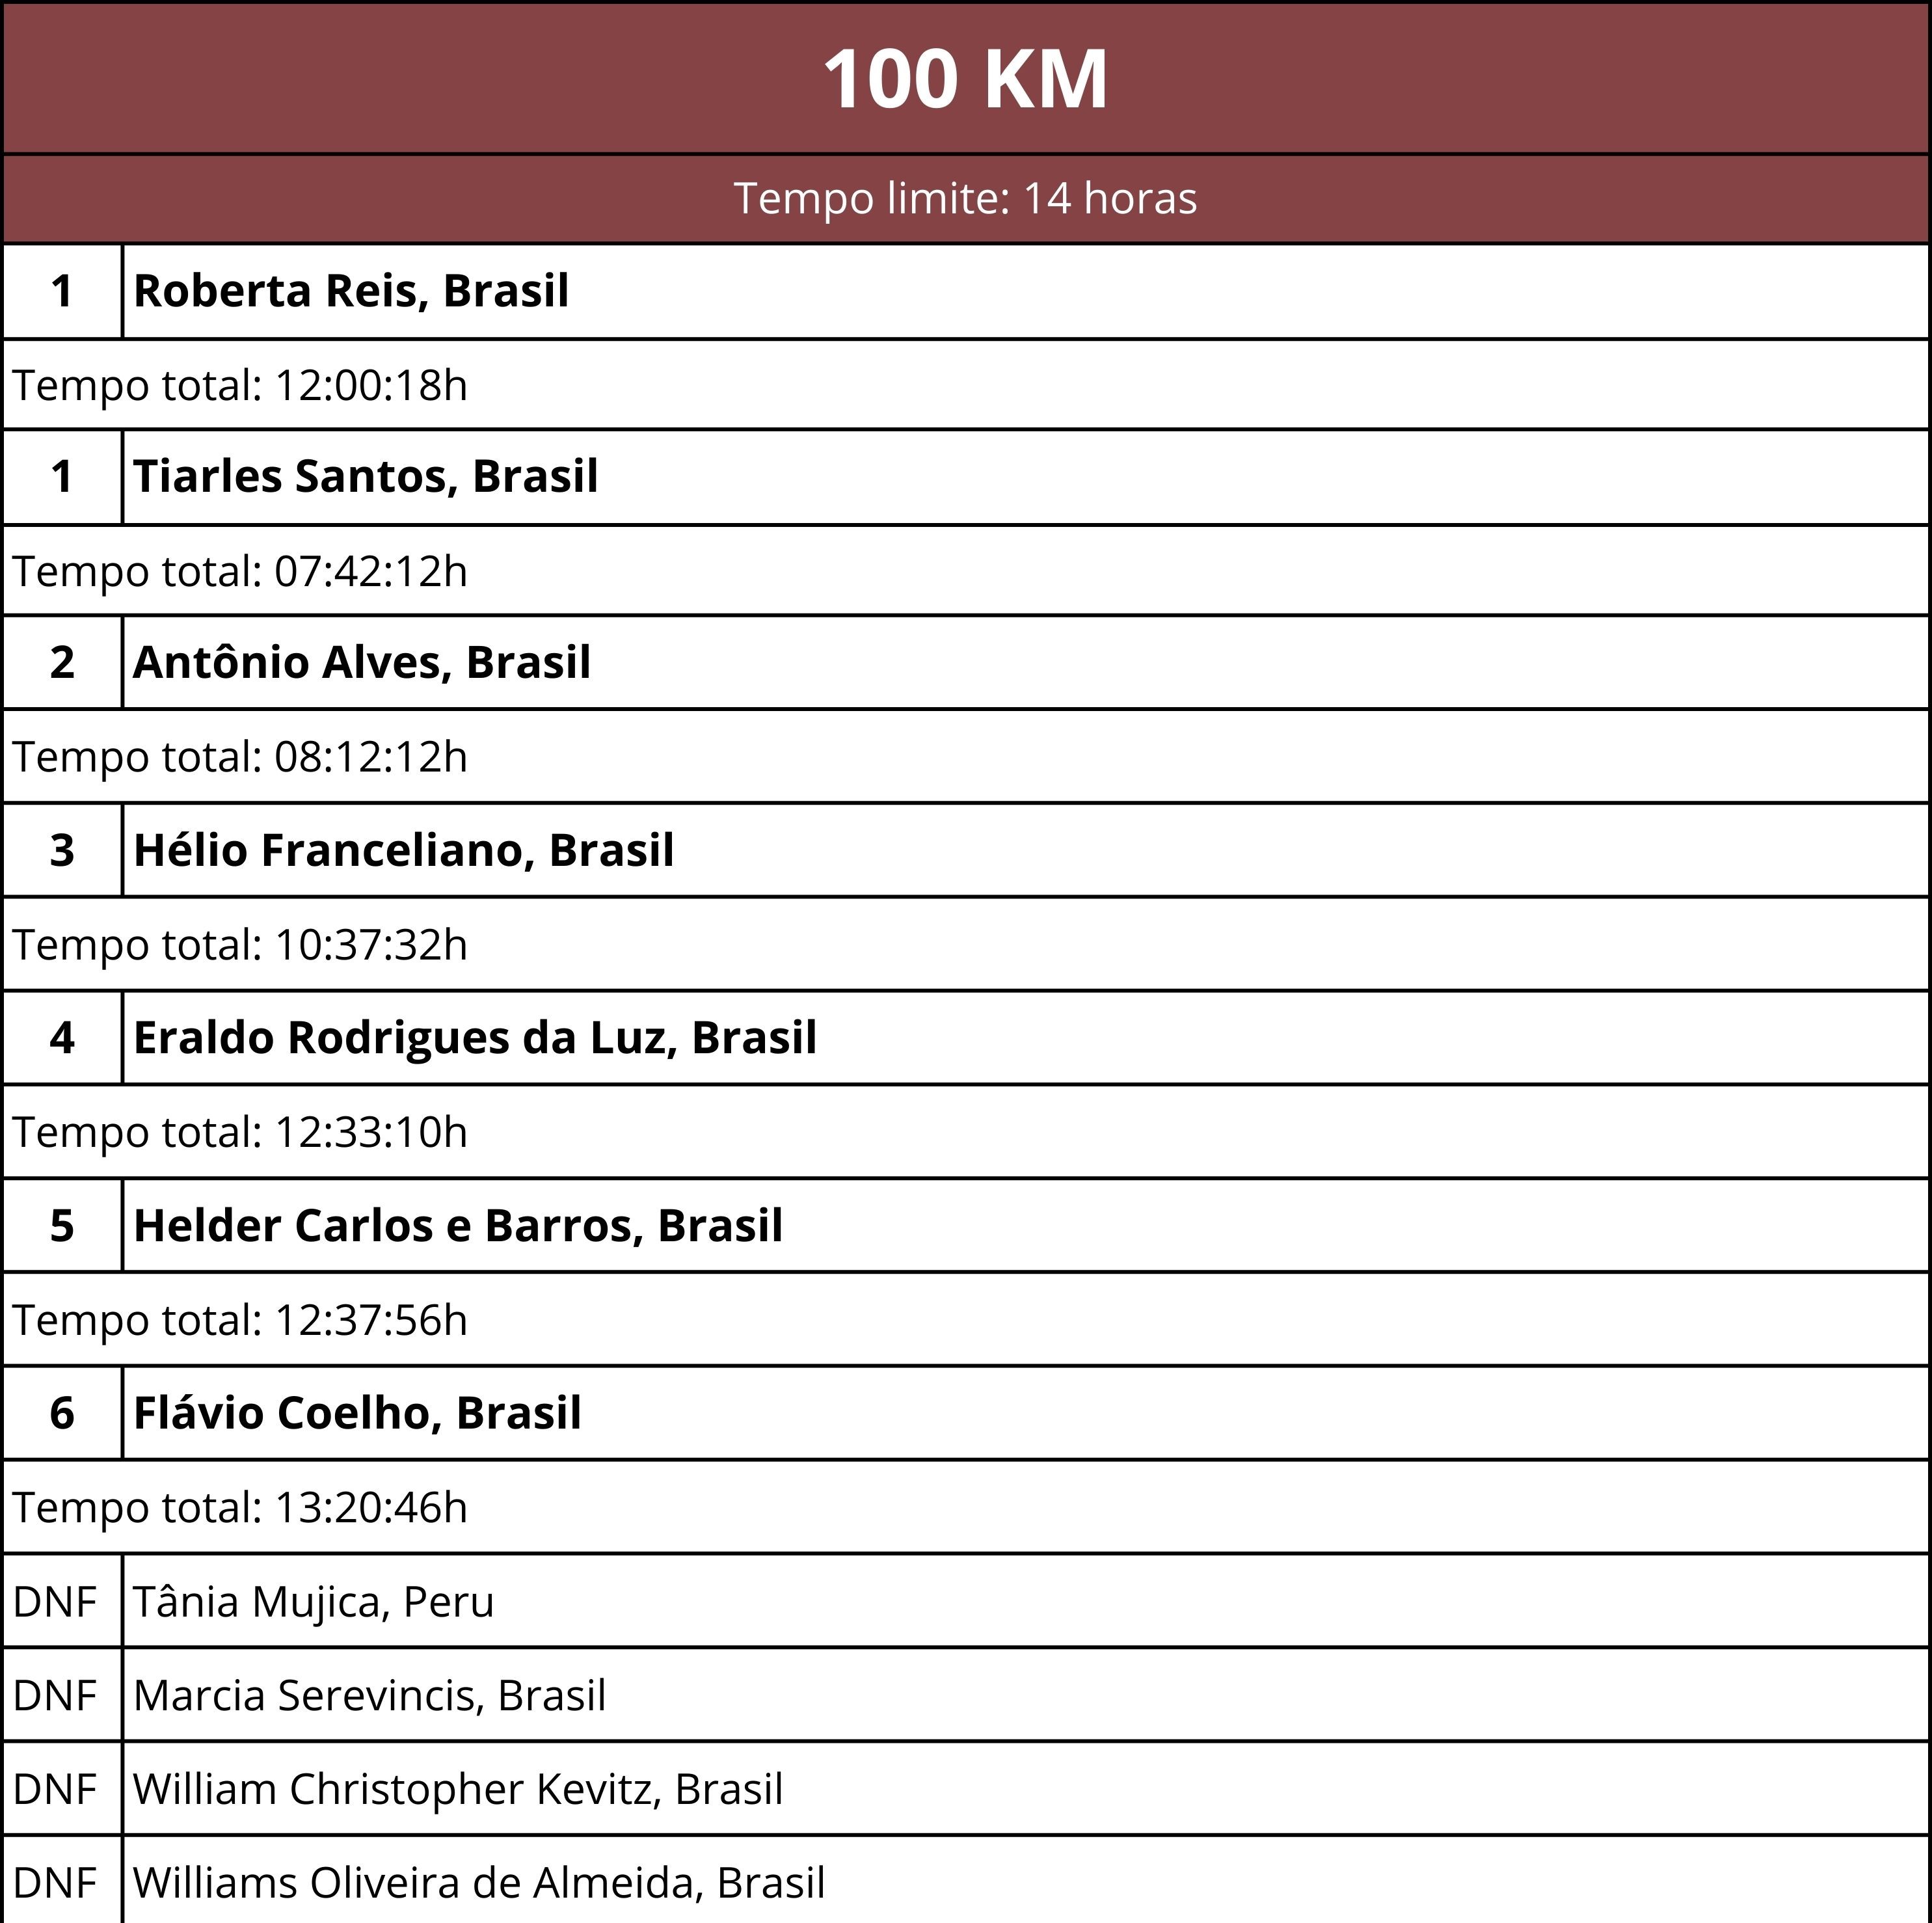 100 KM
Tempo limite: 14 horas
1 Roberta Reis, Brasil
Tempo total: 12:00:18h
1 Tiarles Santos, Brasil
Tempo total: 07:42:12h
2 Antônio Alves, Brasil
Tempo total: 08:12:12h
3 Hélio Franceliano, Brasil
Tempo total: 10:37:32h
4 Eraldo Rodrigues da Luz, Brasil
Tempo total: 12:33:10h
5 Helder Carlos e Barros, Brasil
Tempo total: 12:37:56h
6 Flávio Coelho, Brasil
Tempo total: 13:20:46h
DNF Tânia Mujica, Peru
DNF Marcia Serevincis, Brasil
DNF William Christopher Kevitz, Brasil
DNF Williams Oliveira de Almeida, Brasil